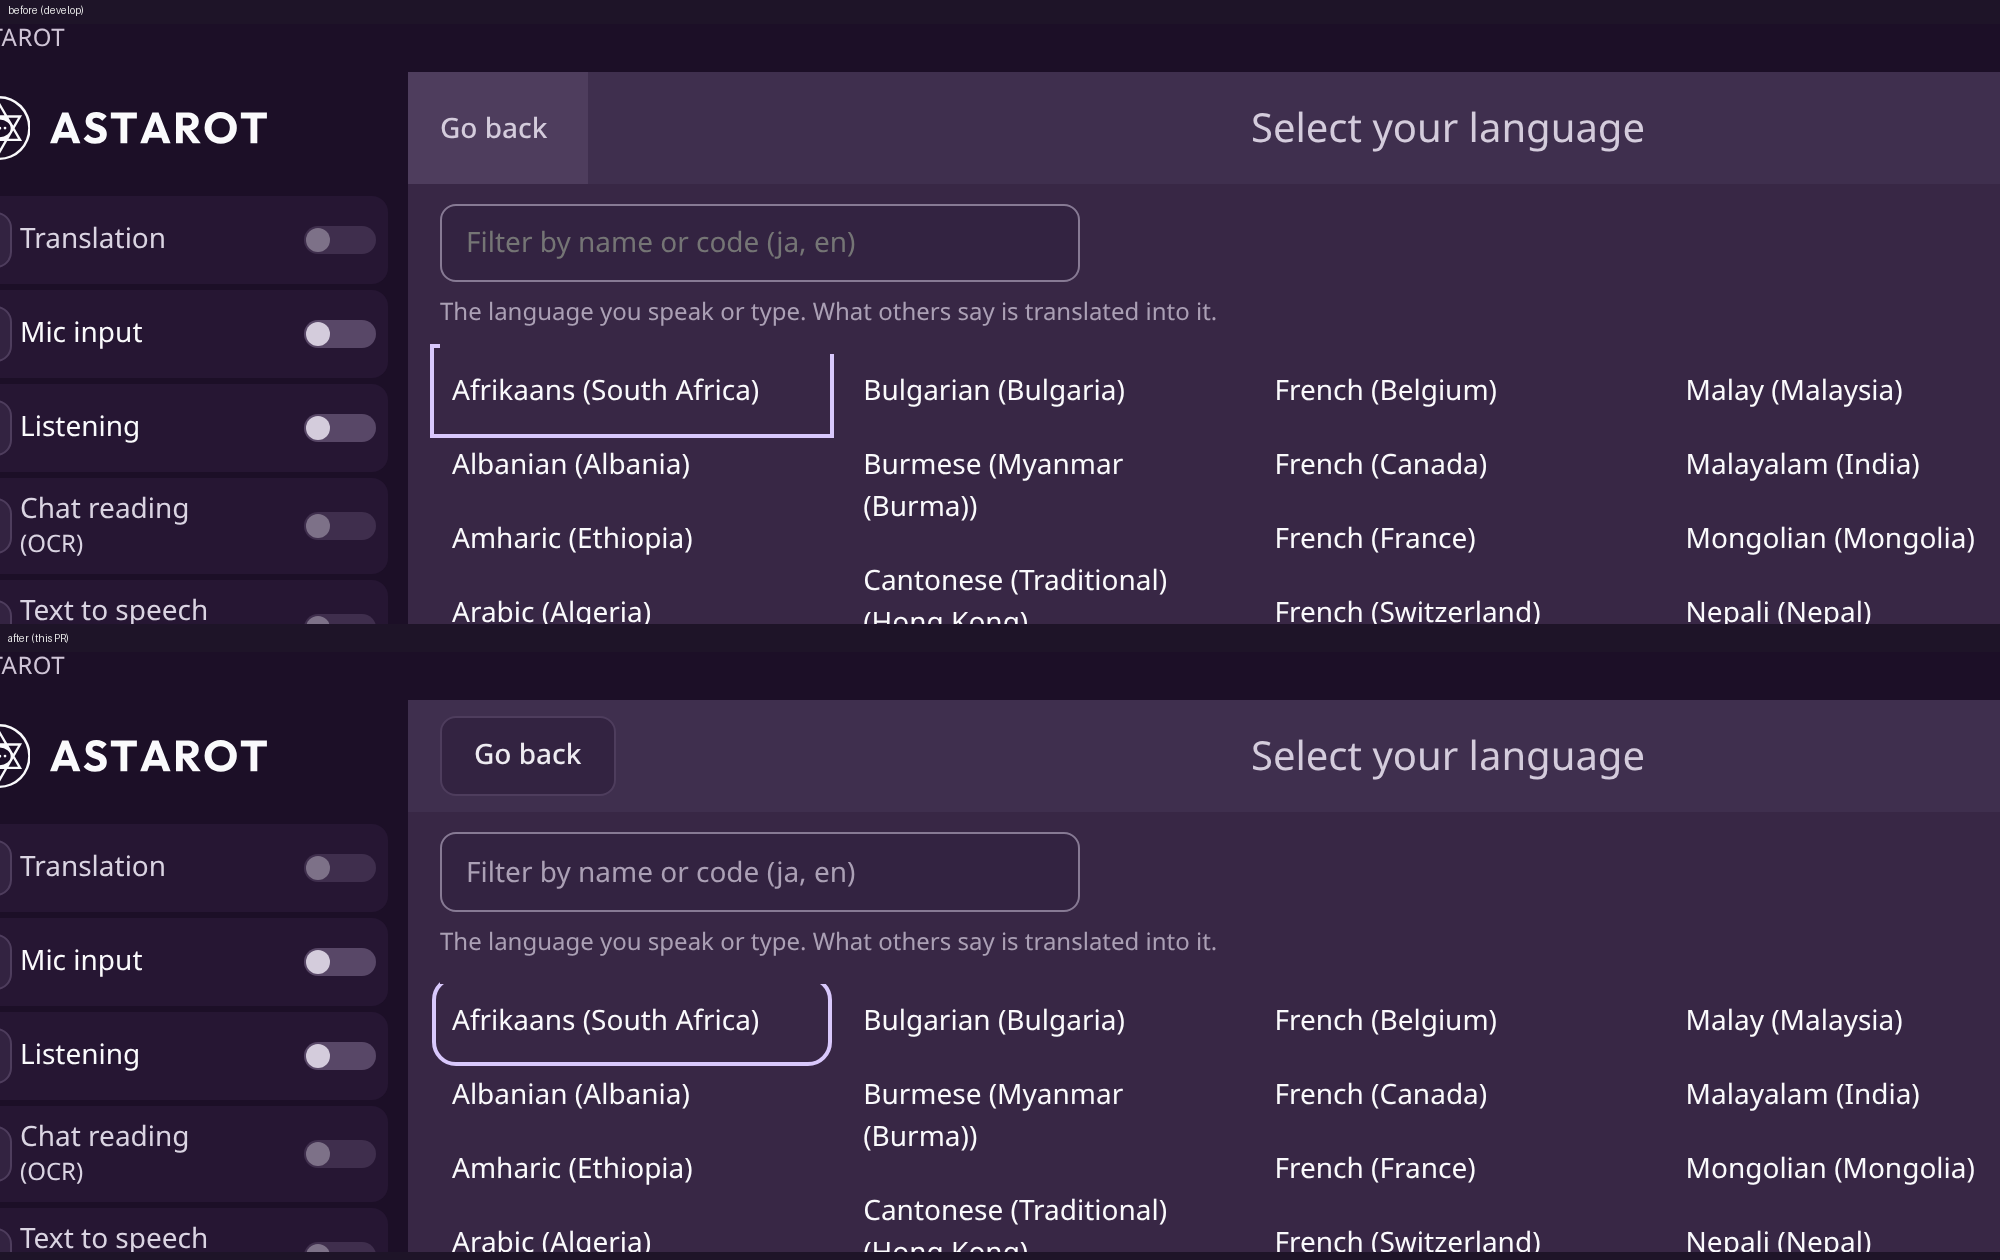 before (develop)
TAROT
ASTAROT
Go back
Select your language
Translation
Mic input
Listening
Chat reading
(OCR)
Text to speech
Filter by name or code (ja, en)
The language you speak or type. What others say is translated into it.
Afrikaans (South Africa)
Albanian (Albania)
Amharic (Ethiopia)
Arabic (Algeria)
Bulgarian (Bulgaria)
Burmese (Myanmar
(Burma))
Cantonese (Traditional)
(Hong Kong)
French (Belgium)
French (Canada)
French (France)
French (Switzerland)
Malay (Malaysia)
Malayalam (India)
Mongolian (Mongolia)
Nepali (Nepal)
after (this PR)
TAROT
ASTAROT
Go back
Select your language
Translation
Mic input
Listening
Chat reading
(OCR)
Text to speech
Filter by name or code (ja, en)
The language you speak or type. What others say is translated into it.
Afrikaans (South Africa)
Albanian (Albania)
Amharic (Ethiopia)
Arabic (Algeria)
Bulgarian (Bulgaria)
Burmese (Myanmar
(Burma))
Cantonese (Traditional)
(Hong Kong)
French (Belgium)
French (Canada)
French (France)
French (Switzerland)
Malay (Malaysia)
Malayalam (India)
Mongolian (Mongolia)
Nepali (Nepal)